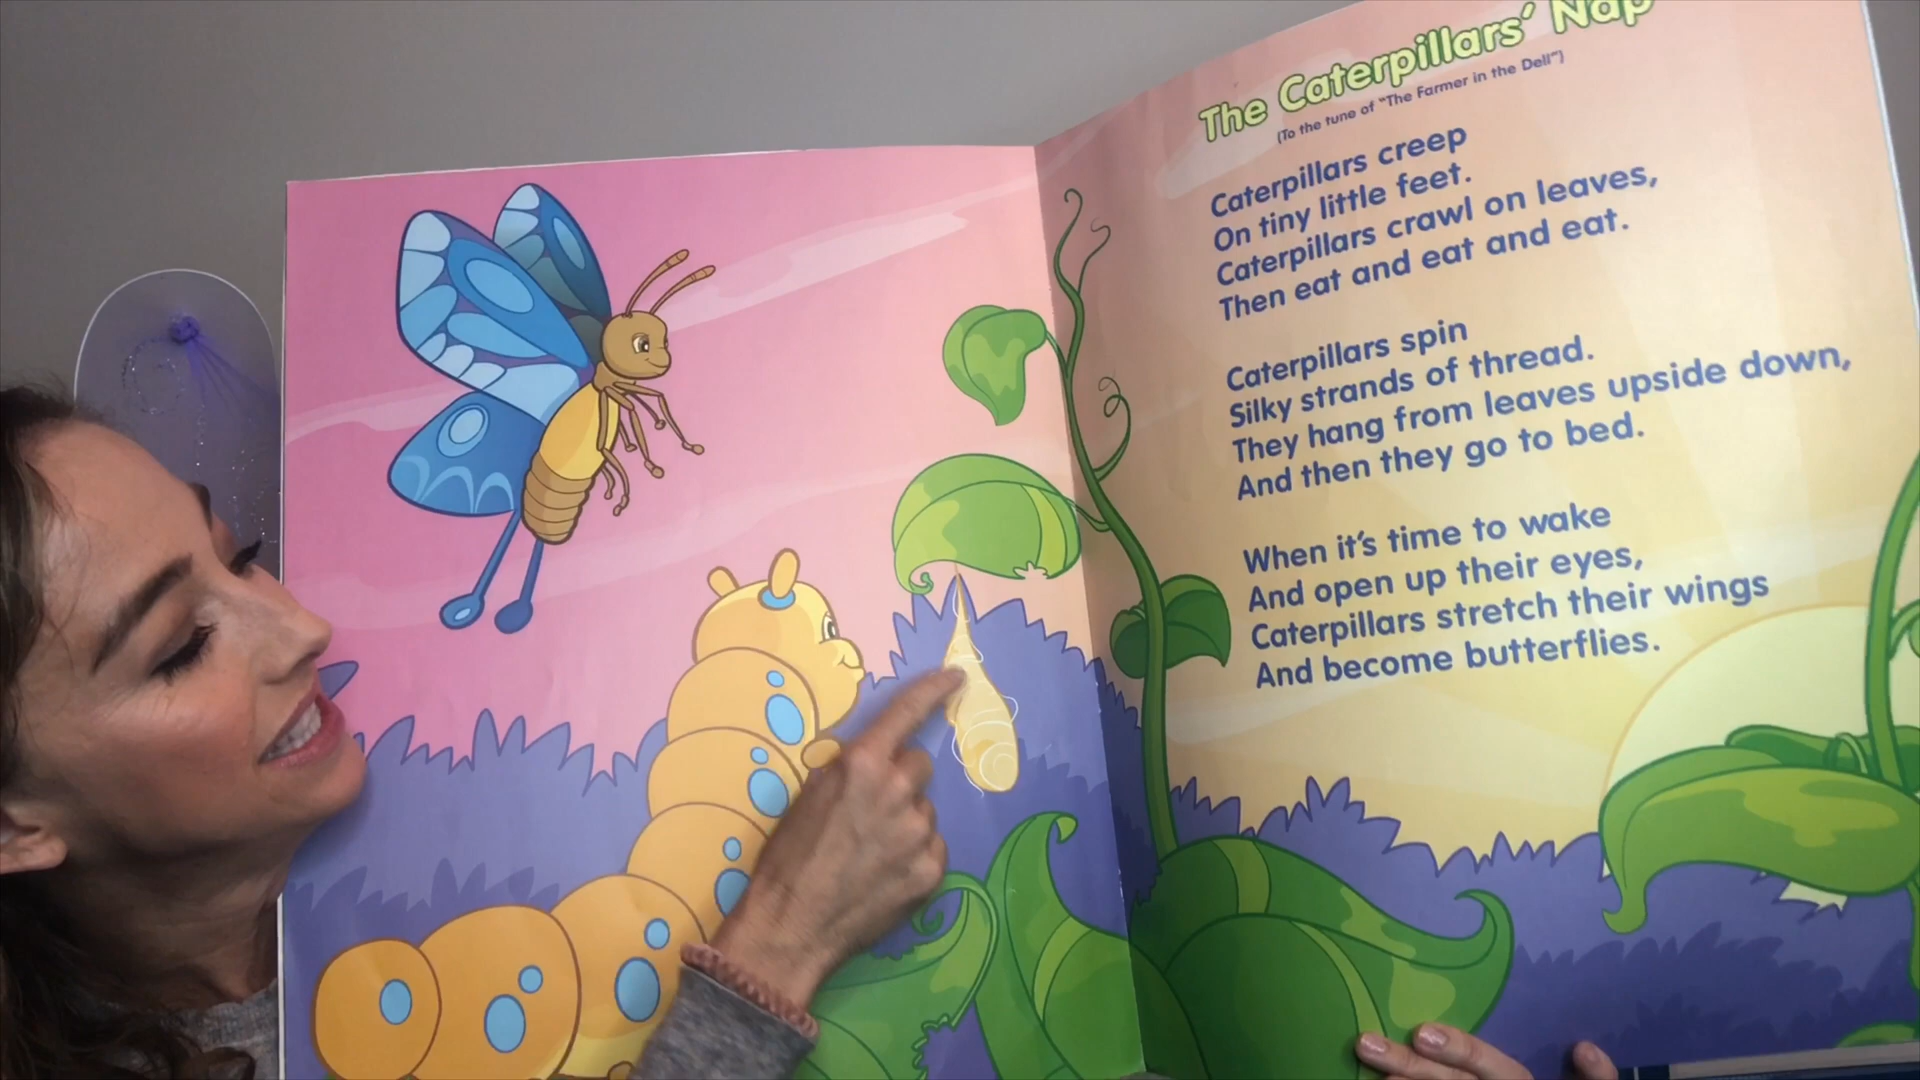 The Caterpillars' Nap
(To the tune of "The Farmer in the Dell")
Caterpillars creep
On tiny little feet.
Caterpillars crawl on leaves,
Then eat and eat and eat.
Caterpillars spin
Silky strands of thread.
They hang from leaves upside down,
And then they go to bed.
When it's time to wake
And open up their eyes,
Caterpillars stretch their wings
And become butterflies.